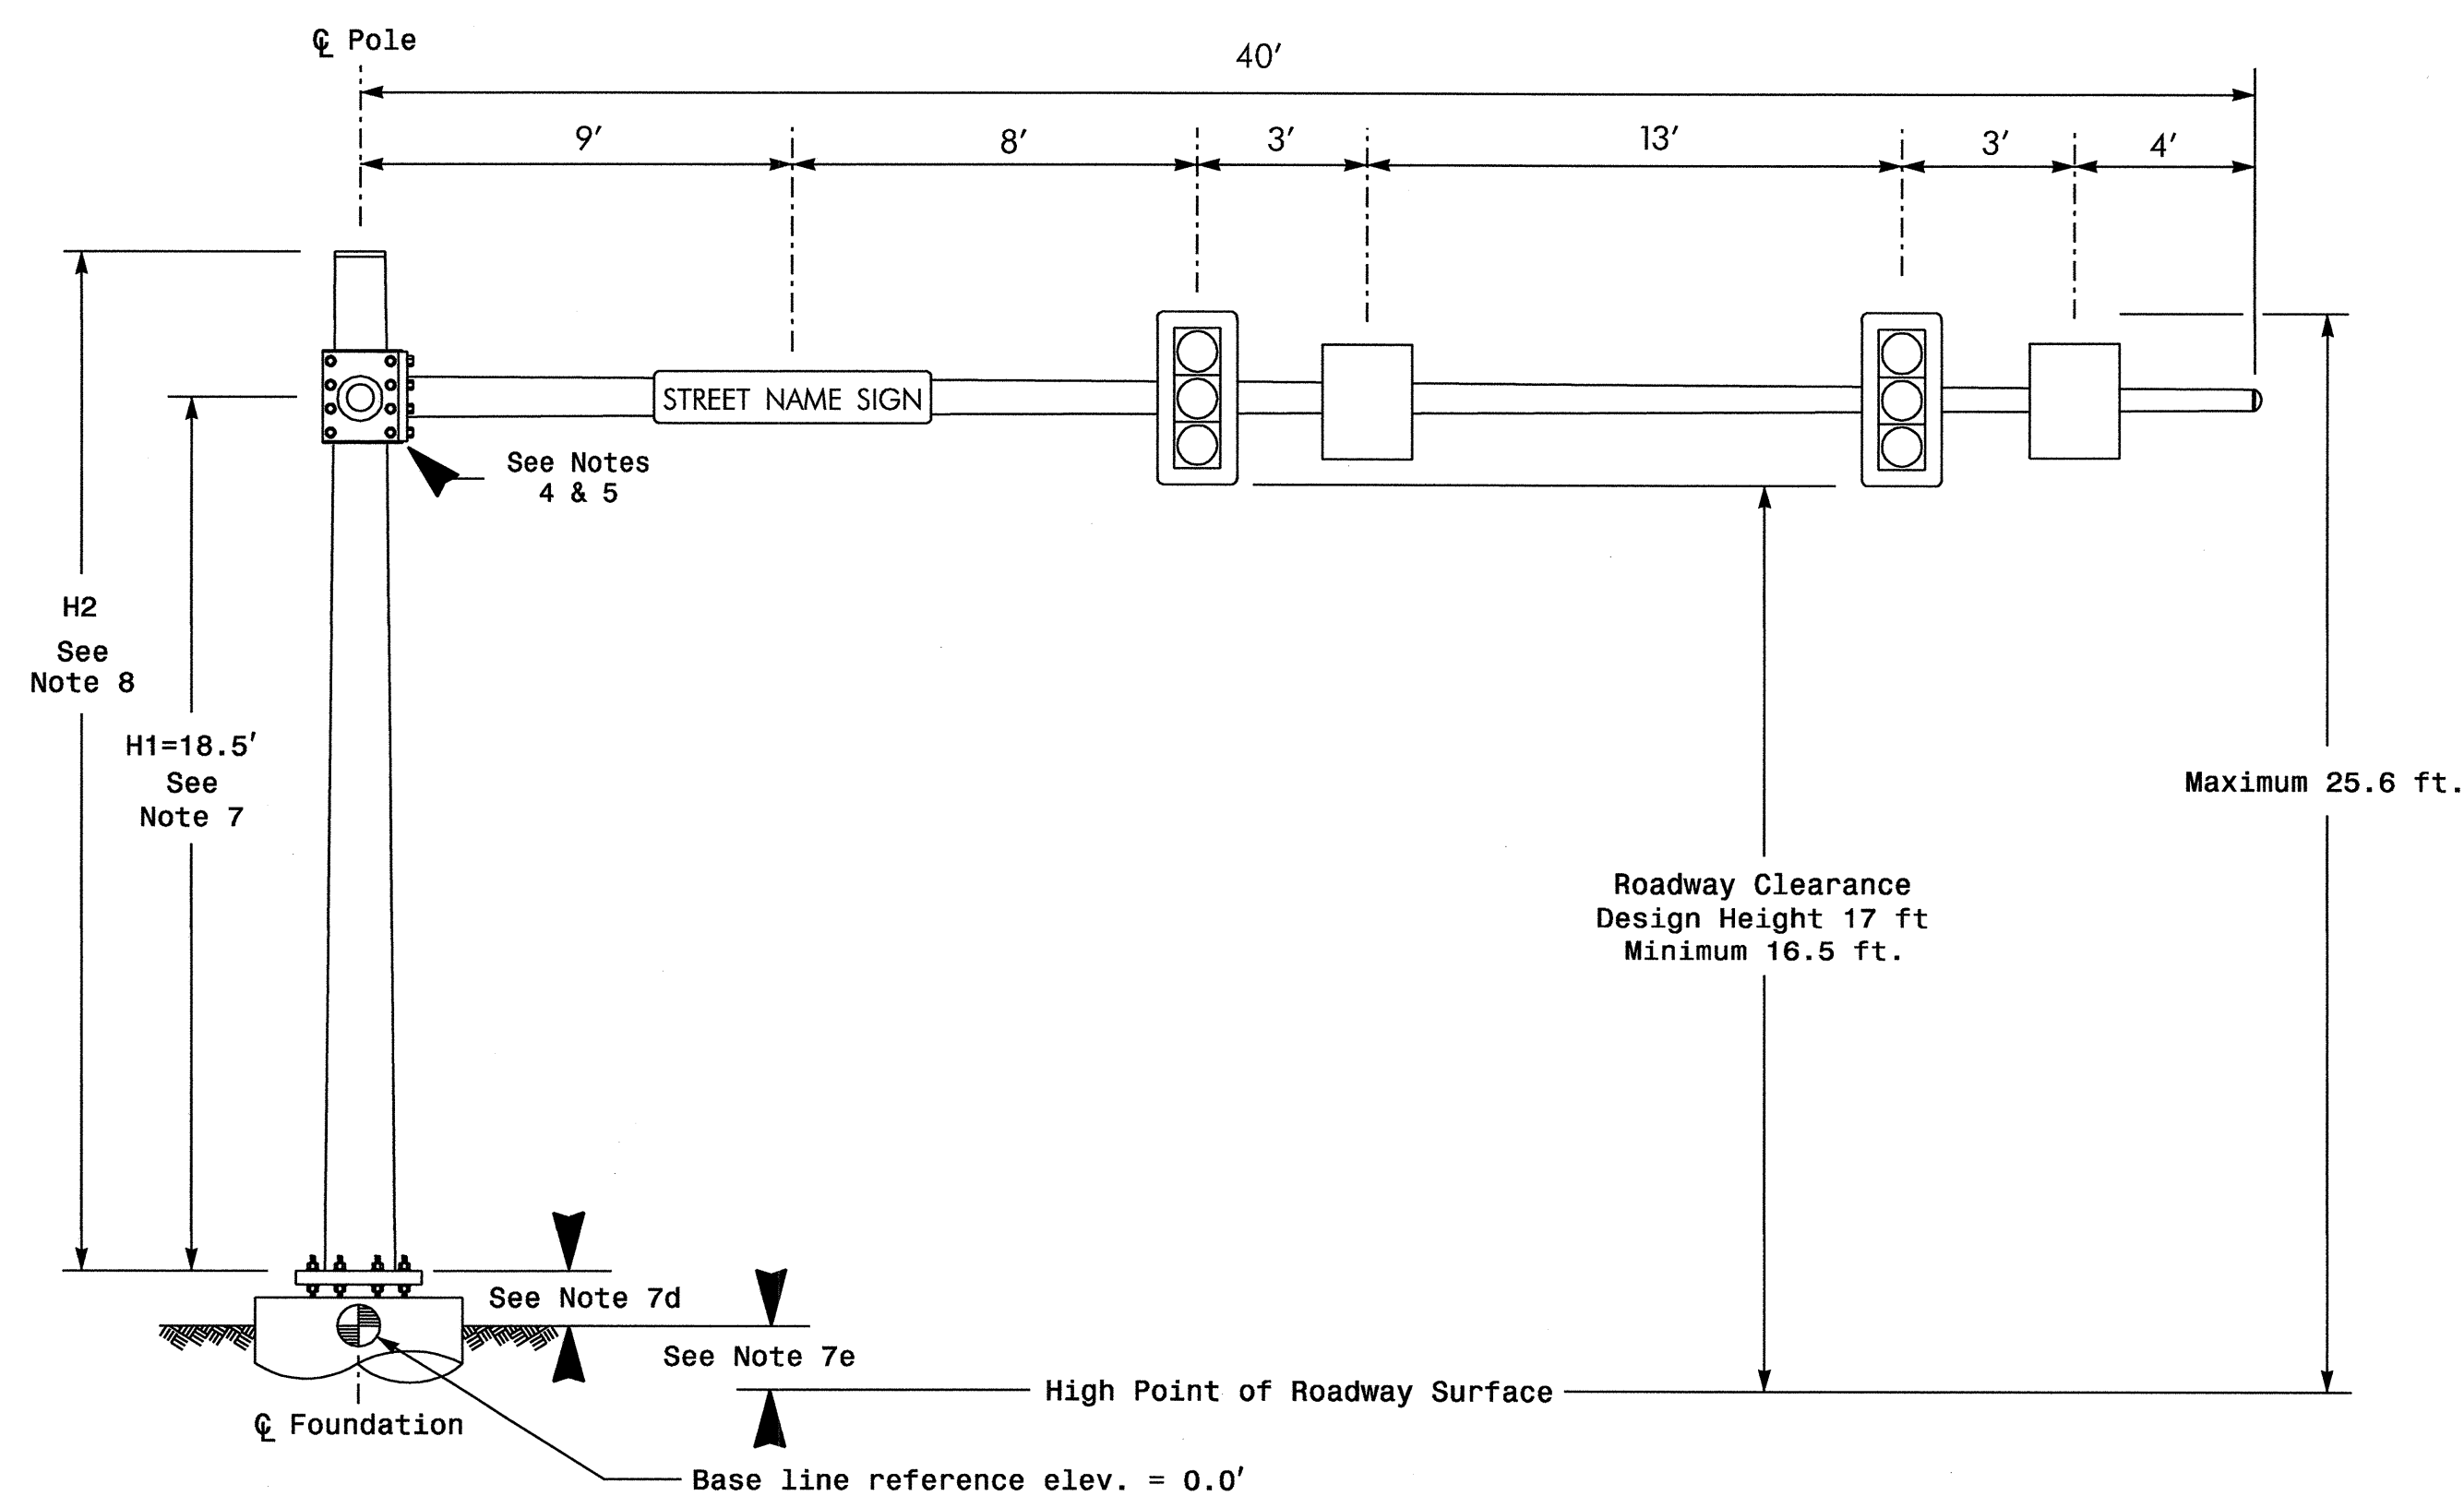 ℄ Pole
40'
9'
8'
3'
13'
3'
4'
STREET NAME SIGN
See Notes
4 & 5
H2
See
Note 8
H1=18.5'
See
Note 7
Maximum 25.6 ft.
Roadway Clearance
Design Height 17 ft
Minimum 16.5 ft.
See Note 7d
See Note 7e
High Point of Roadway Surface
℄ Foundation
Base line reference elev. = 0.0'